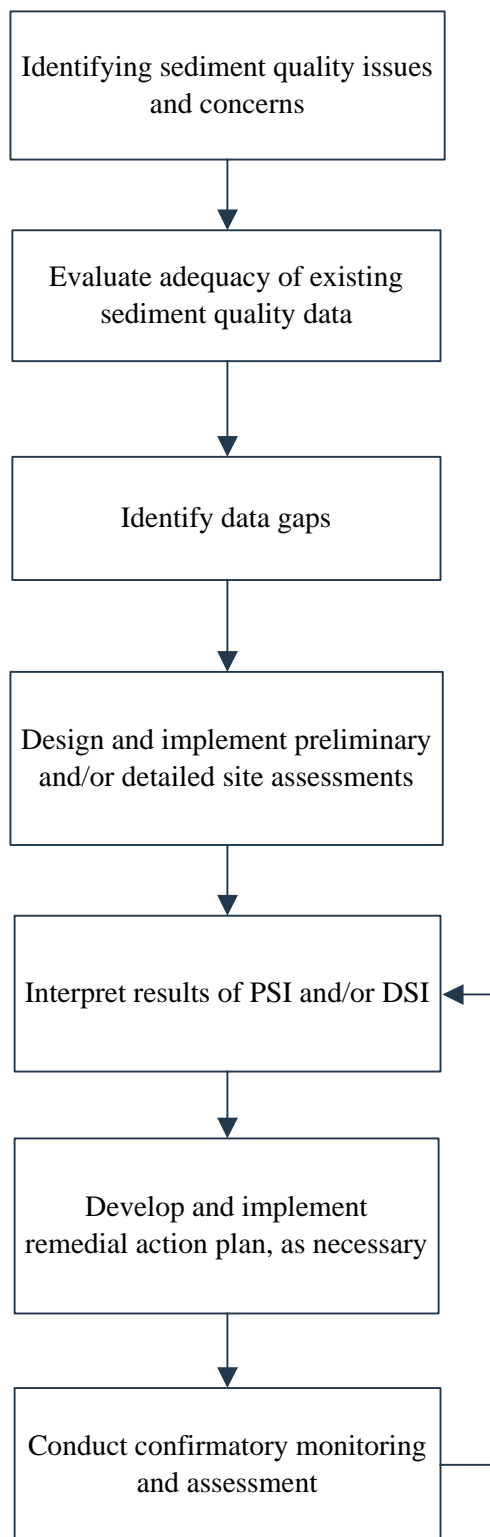 Identifying sediment quality issues
and concerns
Evaluate adequacy of existing
sediment quality data
Identify data gaps
Design and implement preliminary
and/or detailed site assessments
Interpret results of PSI and/or DSI
Develop and implement
remedial action plan, as necessary
Conduct confirmatory monitoring
and assessment